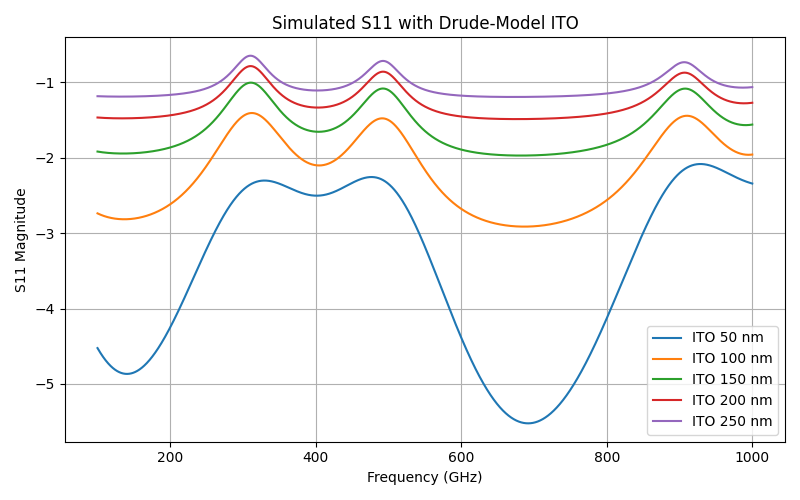 Simulated S11 with Drude-Model ITO
S11 Magnitude
−1
−2
−3
−4
−5
ITO 50 nm
ITO 100 nm
ITO 150 nm
ITO 200 nm
ITO 250 nm
200
400
600
800
1000
Frequency (GHz)